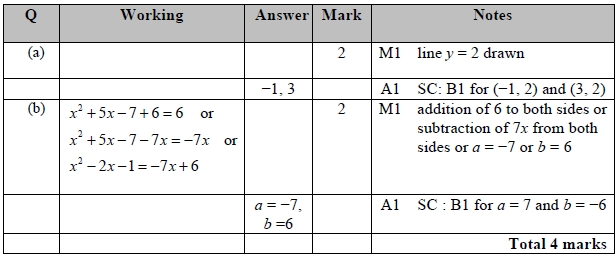 Q Working Answer Mark Notes
(a) 2 M1 line y = 2 drawn
−1, 3 A1 SC: B1 for (−1, 2) and (3, 2)
(b) x² + 5x − 7 + 6 = 6 or 2 M1 addition of 6 to both sides or
x² + 5x − 7 − 7x = −7x or subtraction of 7x from both
x² − 2x − 1 = −7x + 6 sides or a = −7 or b = 6
a = −7, A1 SC : B1 for a = 7 and b = −6
b =6
Total 4 marks